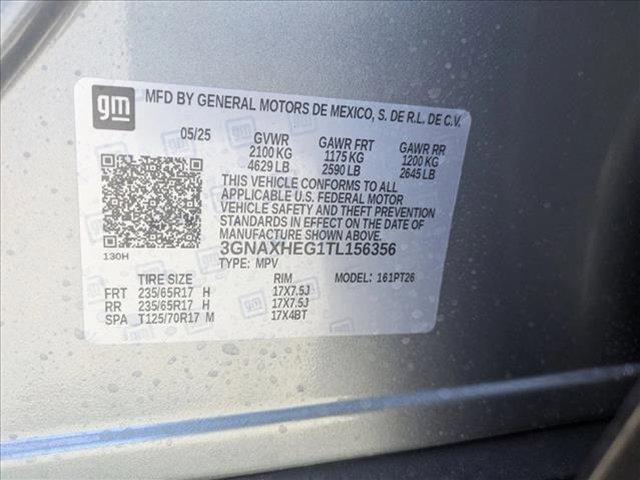 gm MFD BY GENERAL MOTORS DE MEXICO, S. DE R.L. DE C.V.
05/25 GVWR GAWR FRT GAWR RR
2100 KG 1175 KG 1200 KG
4629 LB 2590 LB 2645 LB
THIS VEHICLE CONFORMS TO ALL
APPLICABLE U.S. FEDERAL MOTOR
VEHICLE SAFETY AND THEFT PREVENTION
STANDARDS IN EFFECT ON THE DATE OF
MANUFACTURE SHOWN ABOVE.
130H 3GNAXHEG1TL156356
TYPE: MPV MODEL: 161PT26
TIRE SIZE RIM
FRT 235/65R17 H 17X7.5J
RR 235/65R17 H 17X7.5J
SPA T125/70R17 M 17X4BT